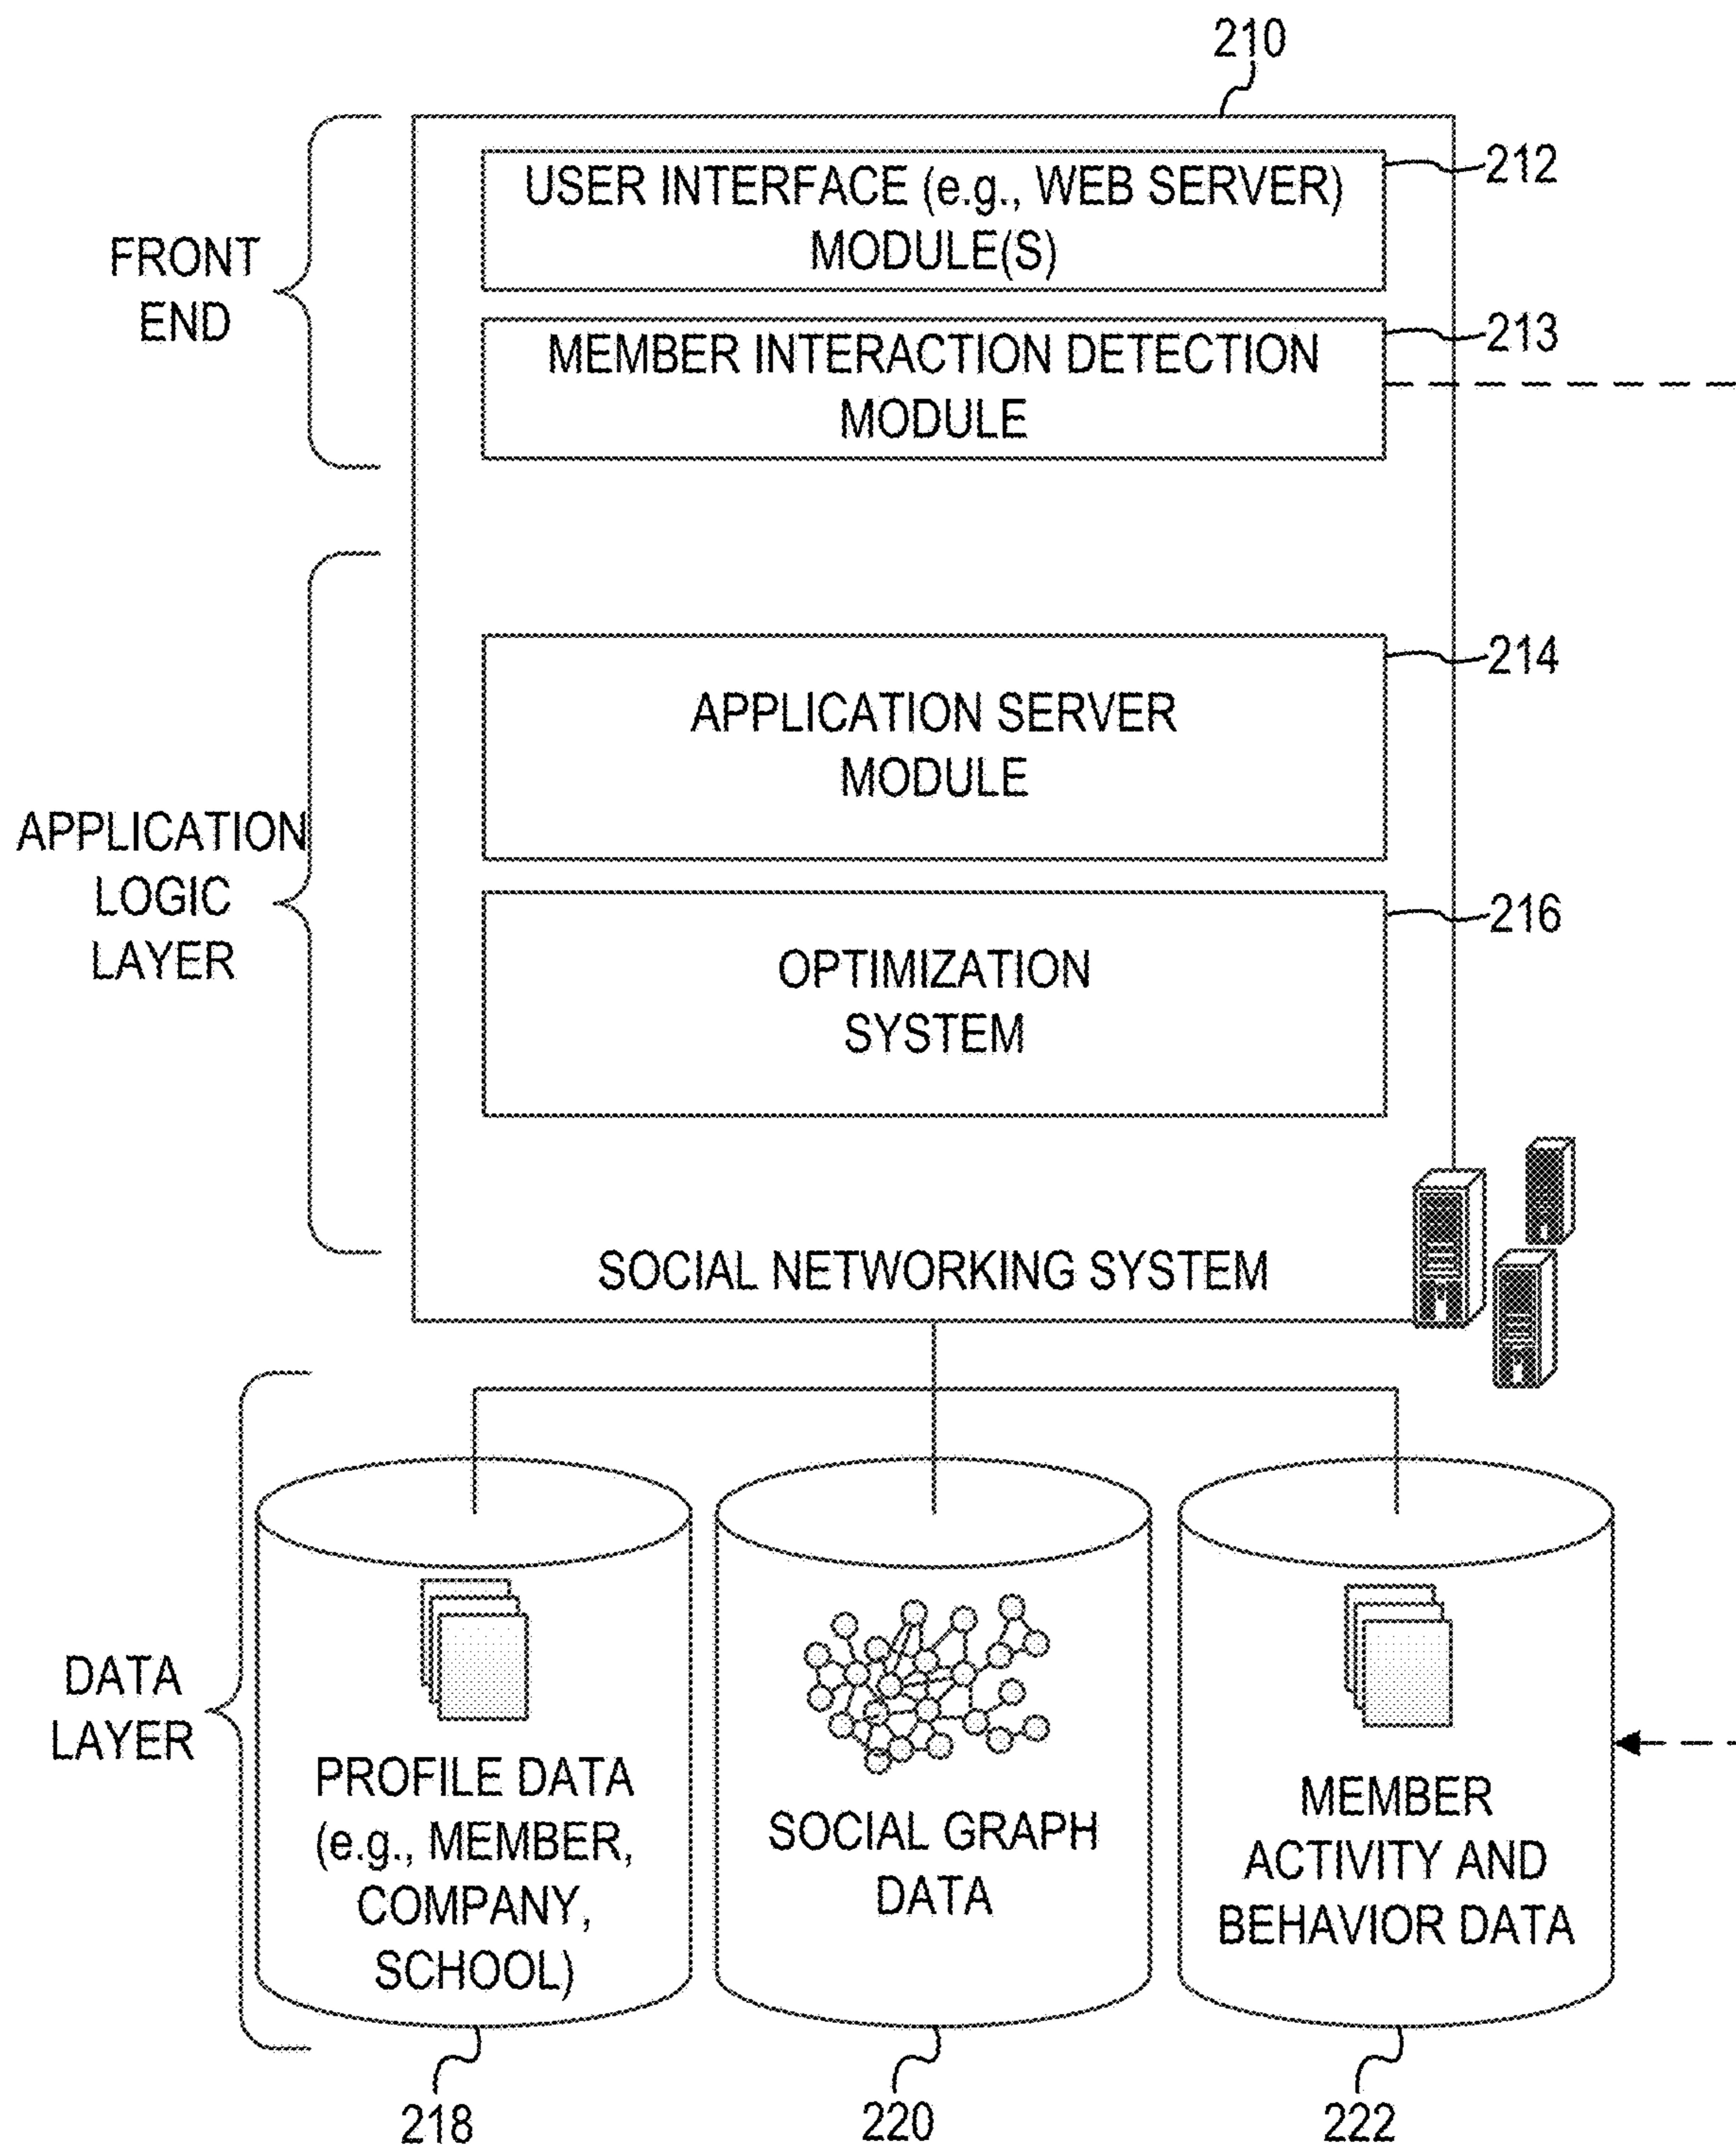 210
USER INTERFACE (e.g., WEB SERVER)
MODULE(S)
212
FRONT
END
MEMBER INTERACTION DETECTION
MODULE
213
APPLICATION SERVER
MODULE
214
APPLICATION
LOGIC
LAYER
OPTIMIZATION
SYSTEM
216
SOCIAL NETWORKING SYSTEM
DATA
LAYER
PROFILE DATA
(e.g., MEMBER,
COMPANY,
SCHOOL)
SOCIAL GRAPH
DATA
MEMBER
ACTIVITY AND
BEHAVIOR DATA
218
220
222